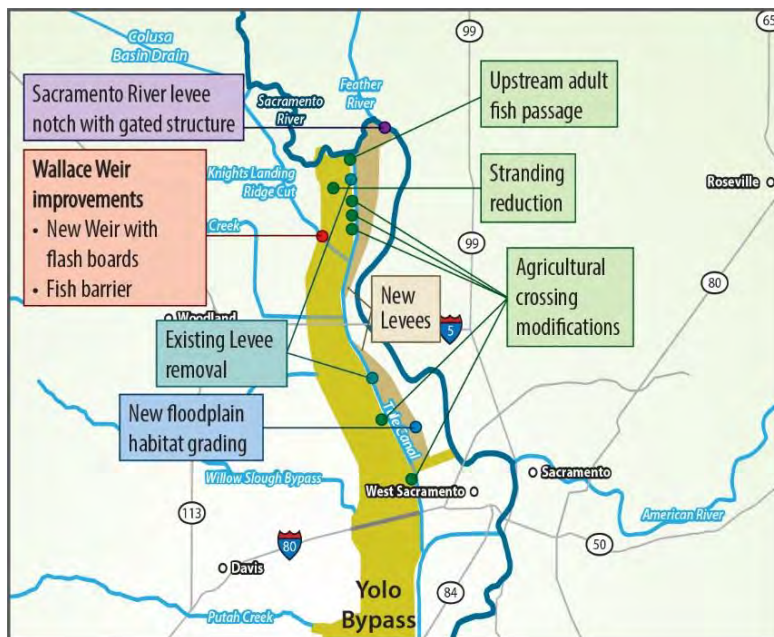 Colusa
Basin Drain
99
65
Feather
River
Sacramento River levee
notch with gated structure
Sacramento
River
Upstream adult
fish passage
Wallace Weir
improvements
• New Weir with
flash boards
• Fish barrier
Knights Landing
Ridge Cut
Stranding
reduction
Roseville
Creek
99
80
Agricultural
crossing
modifications
New
Levees
Woodland
5
Existing Levee
removal
New floodplain
habitat grading
Tule Canal
Willow Slough Bypass
West Sacramento
Sacramento
American River
113
80
50
Davis
Yolo
Bypass
84
Putah Creek